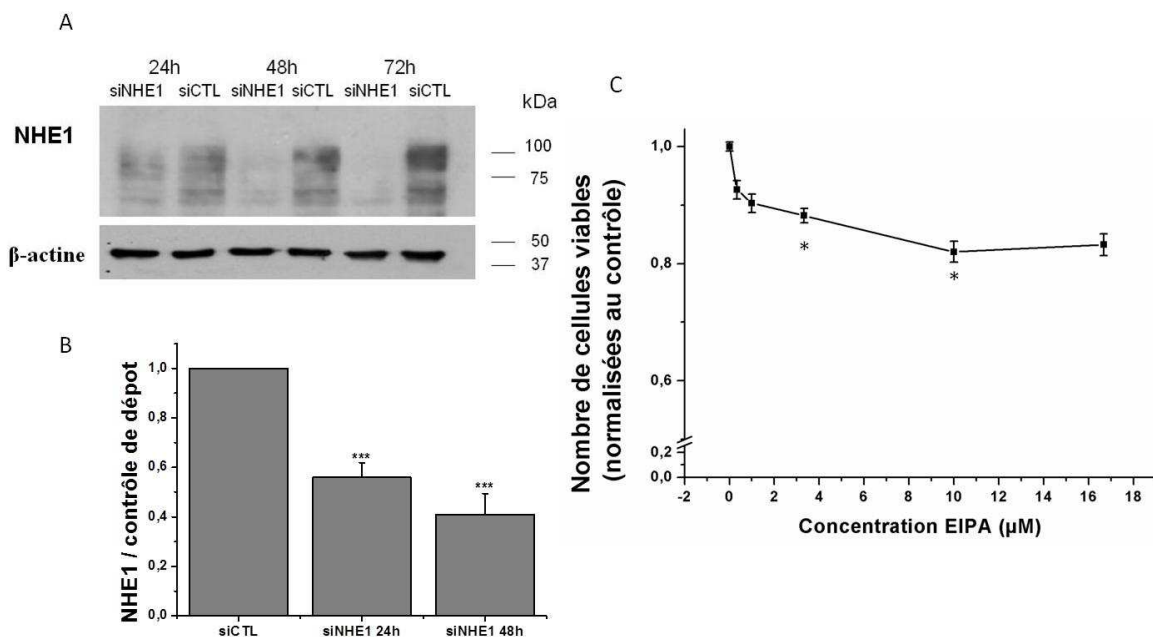 A
24h 48h 72h
siNHE1 siCTL siNHE1 siCTL siNHE1 siCTL
kDa
NHE1
100
75
β-actine
50
37
B
NHE1 / contrôle de dépot
1,0
0,8
0,6
0,4
0,2
0,0
***
***
siCTL siNHE1 24h siNHE1 48h
C
Nombre de cellules viables
(normalisées au contrôle)
1,0
0,8
0,6
0,2
0,0
*
*
-2 0 2 4 6 8 10 12 14 16 18
Concentration EIPA (µM)